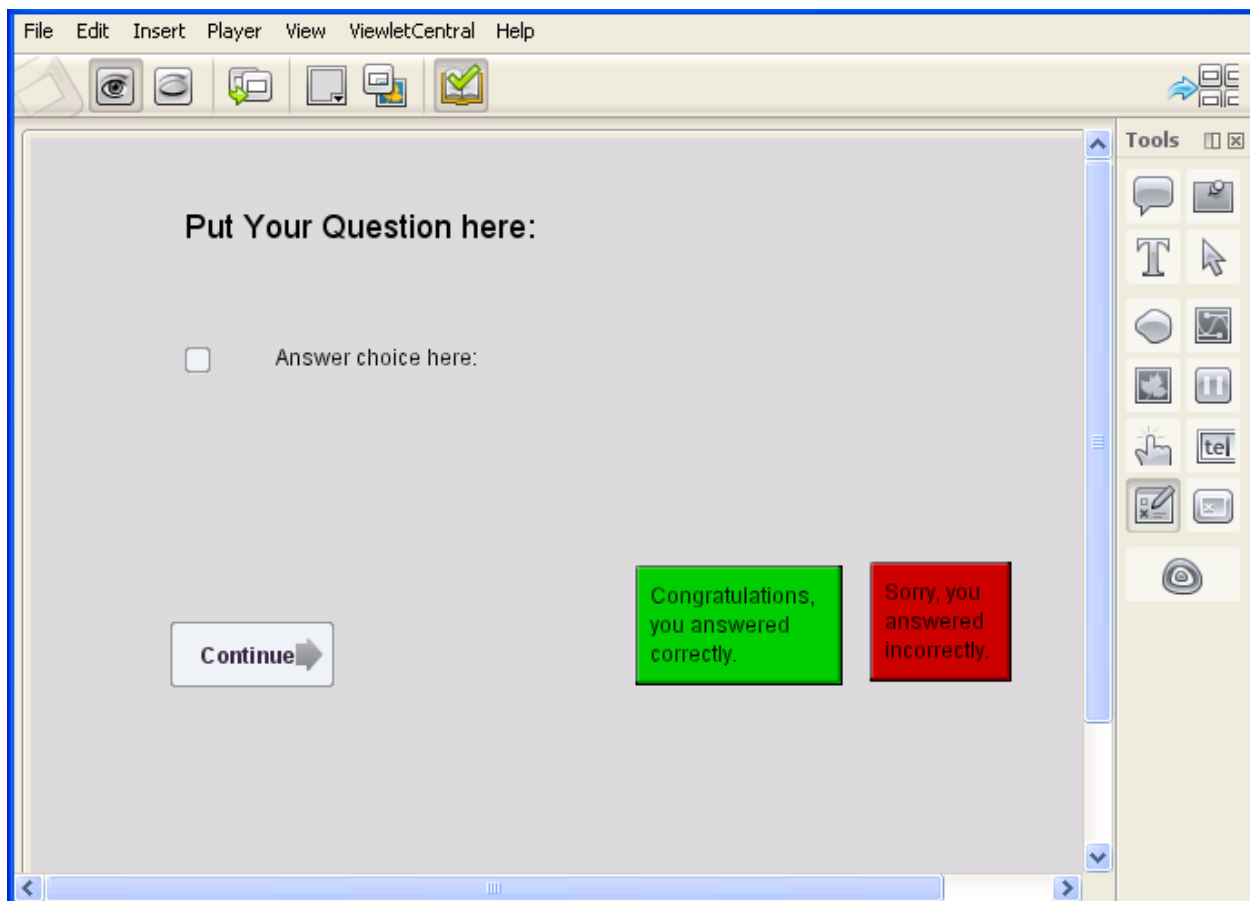 File Edit Insert Player View ViewletCentral Help
Tools
Put Your Question here:
Answer choice here:
Continue
Congratulations,
you answered
correctly.
Sorry, you
answered
incorrectly.
T
tel